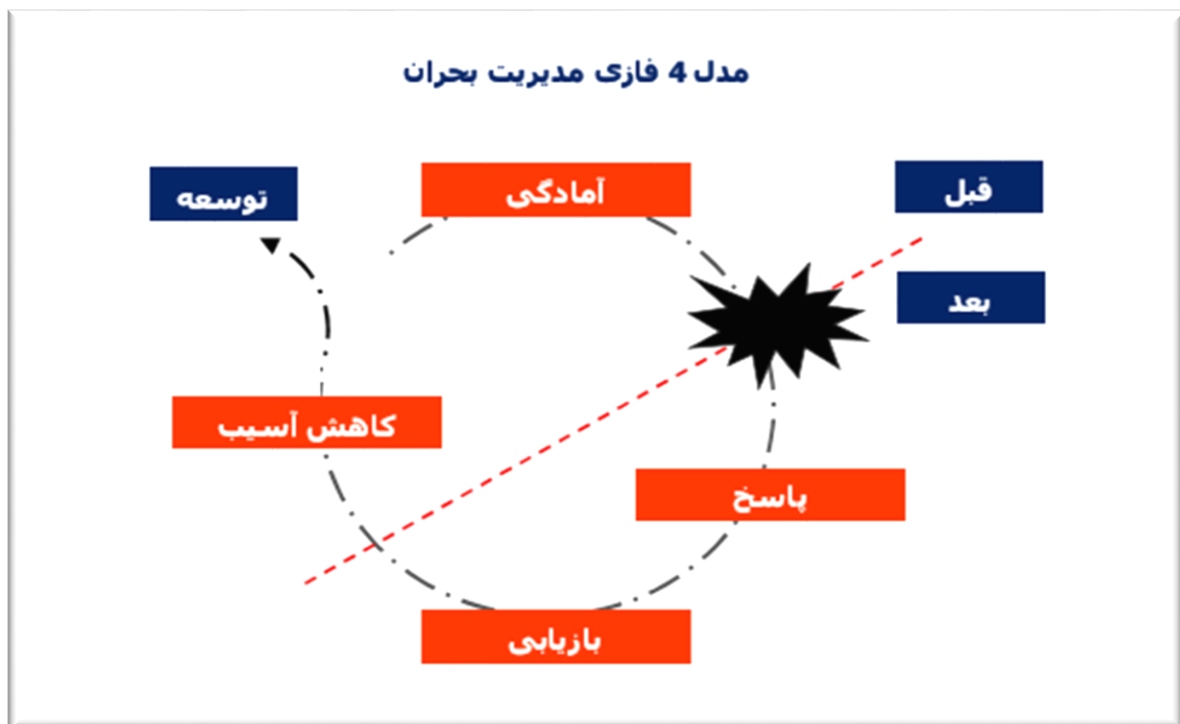 مدل 4 فازی مدیریت بحران
قبل
آمادگی
توسعه
بعد
کاهش آسیب
پاسخ
بازیابی